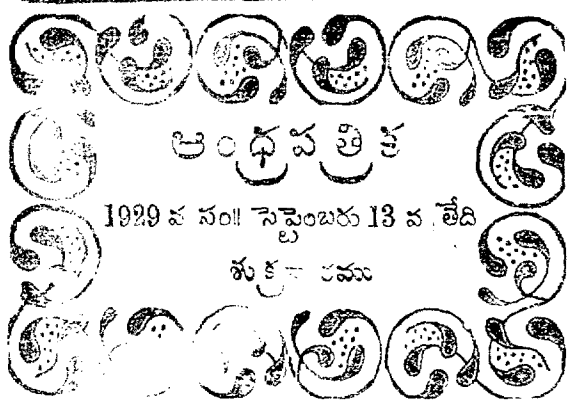 ఆంధ్రపత్రిక
1929 వ సం॥ సెప్టెంబరు 13 వ తేది
శుక్రవారము